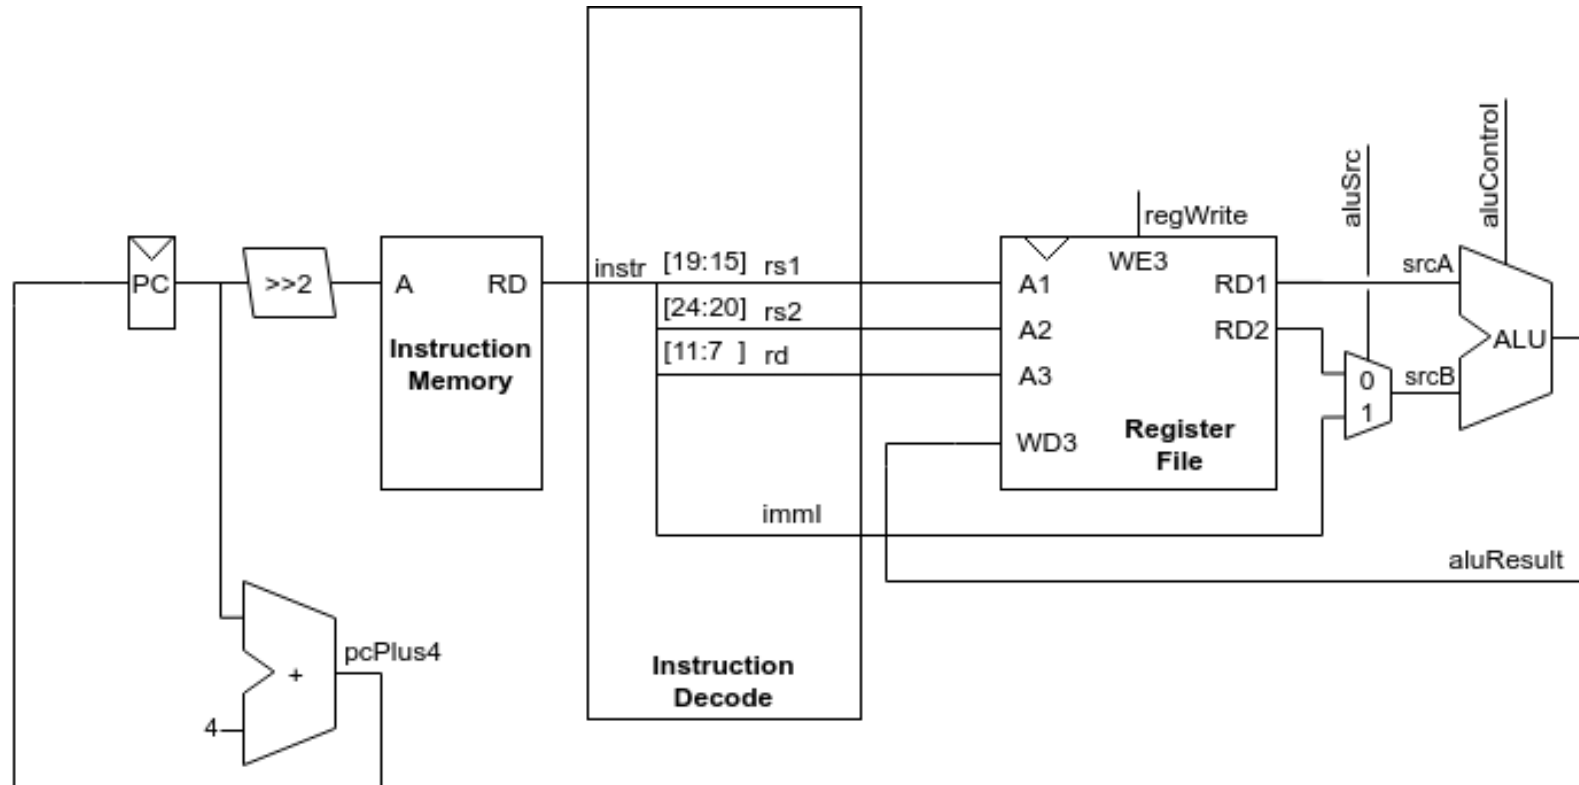 aluControl
aluSrc
regWrite
PC
>>2
A
RD
Instruction
Memory
instr
[19:15] rs1
[24:20] rs2
[11:7 ] rd
immI
Instruction
Decode
WE3
A1
A2
A3
WD3
RD1
RD2
Register
File
0
1
srcA
srcB
ALU
aluResult
pcPlus4
+
4